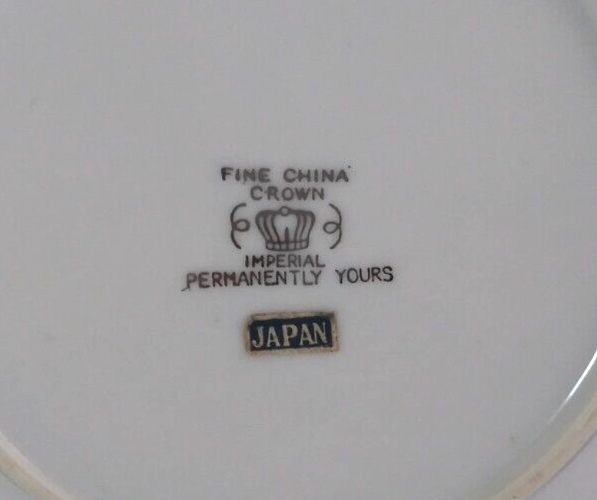 FINE CHINA
CROWN
IMPERIAL
PERMANENTLY YOURS
JAPAN